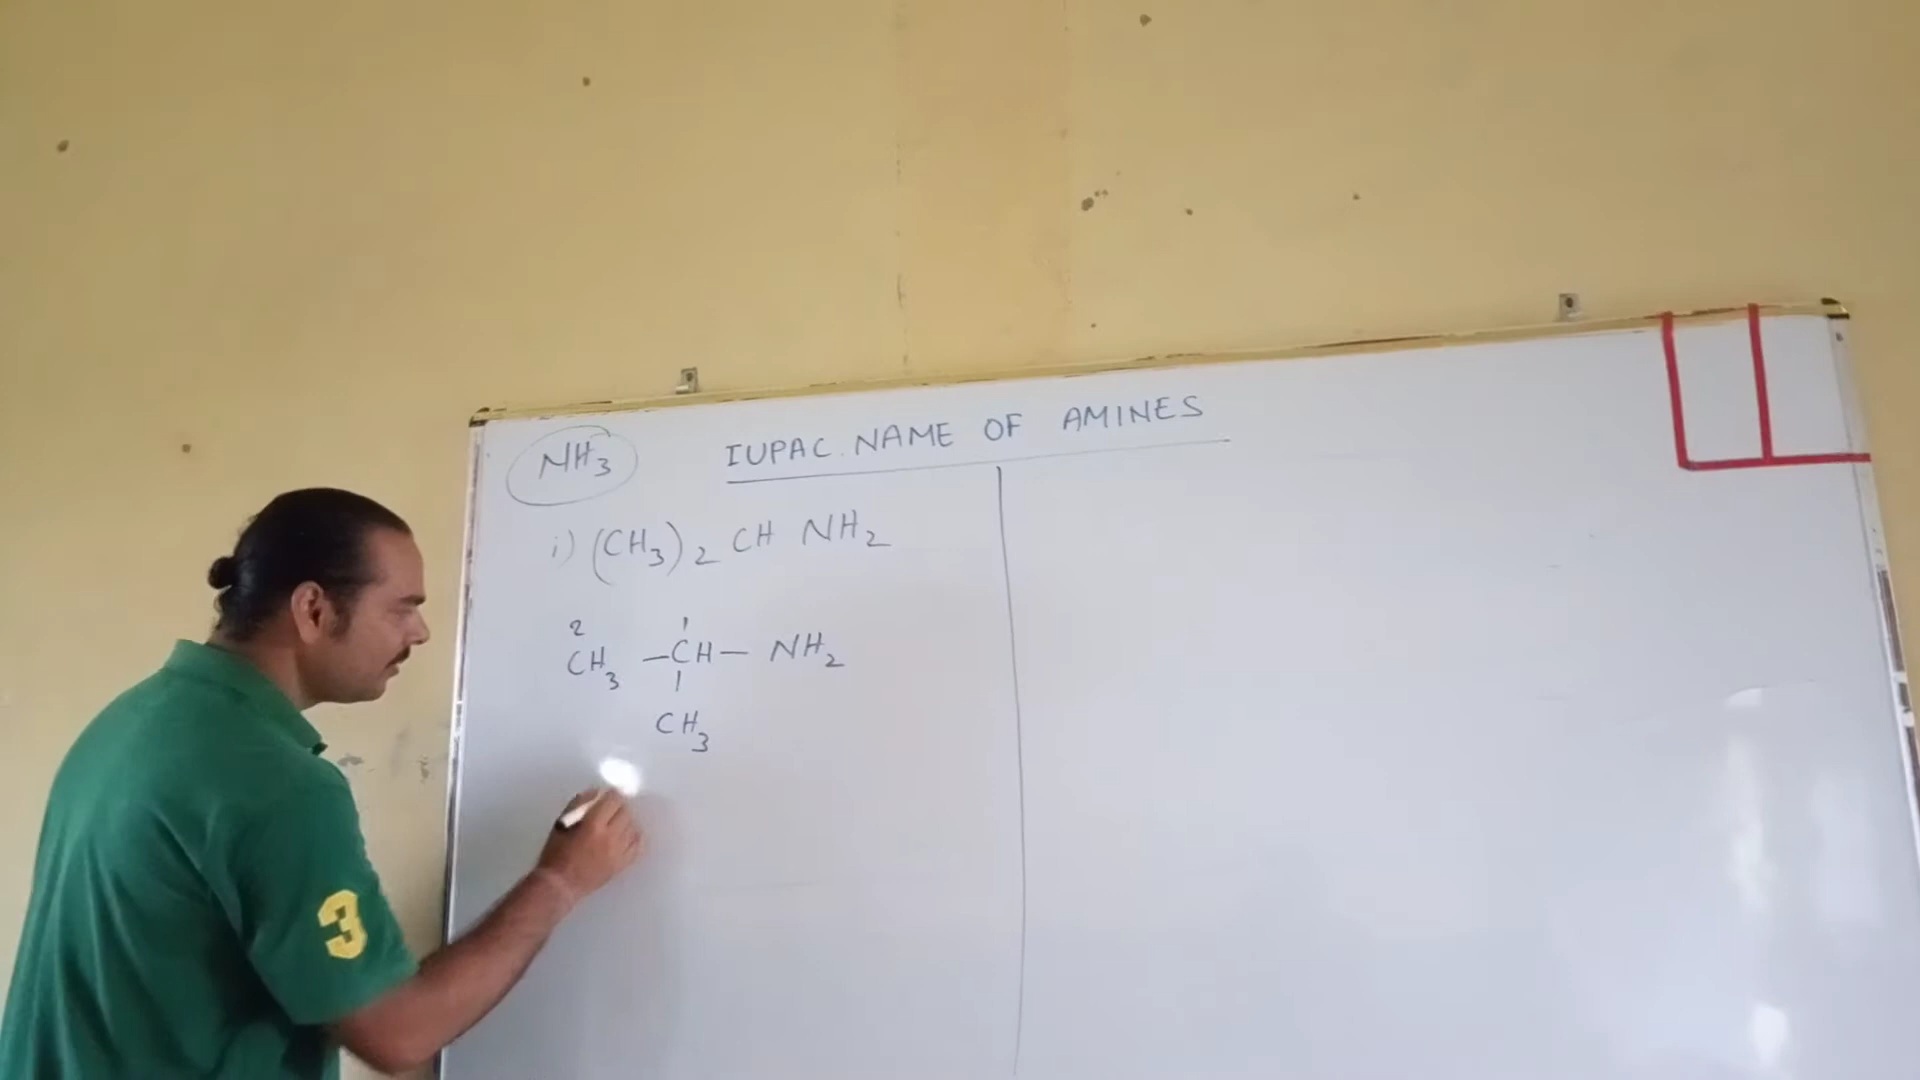 NH3
IUPAC. NAME OF AMINES
i) (CH3)2 CH NH2
2 1
CH3 - CH - NH2
|
CH3
3